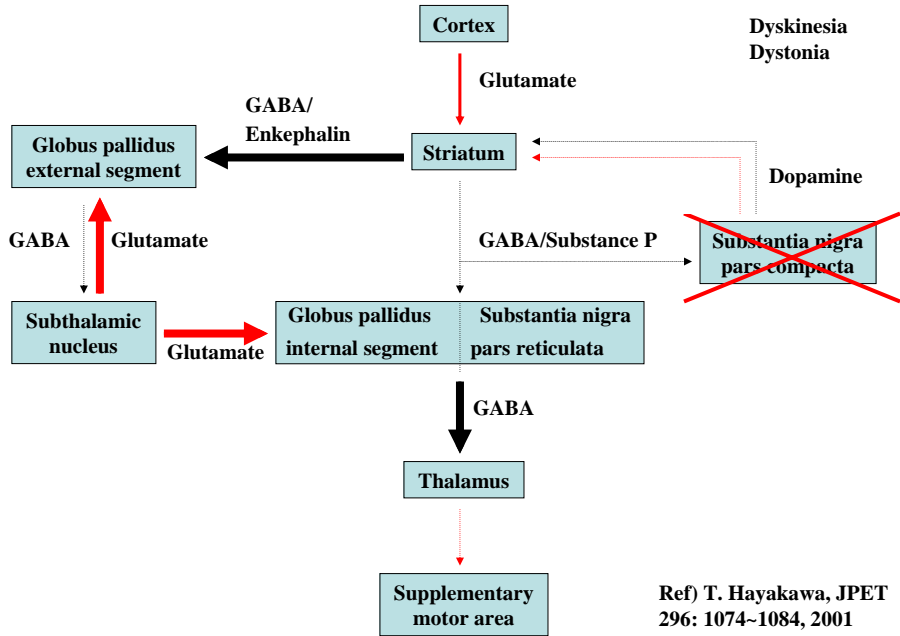 Cortex
Dyskinesia
Dystonia
Glutamate
GABA/
Enkephalin
Globus pallidus
external segment
Striatum
Dopamine
GABA
Glutamate
GABA/Substance P
Substantia nigra
pars compacta
Subthalamic
nucleus
Glutamate
Globus pallidus
internal segment
Substantia nigra
pars reticulata
GABA
Thalamus
Supplementary
motor area
Ref) T. Hayakawa, JPET
296: 1074~1084, 2001